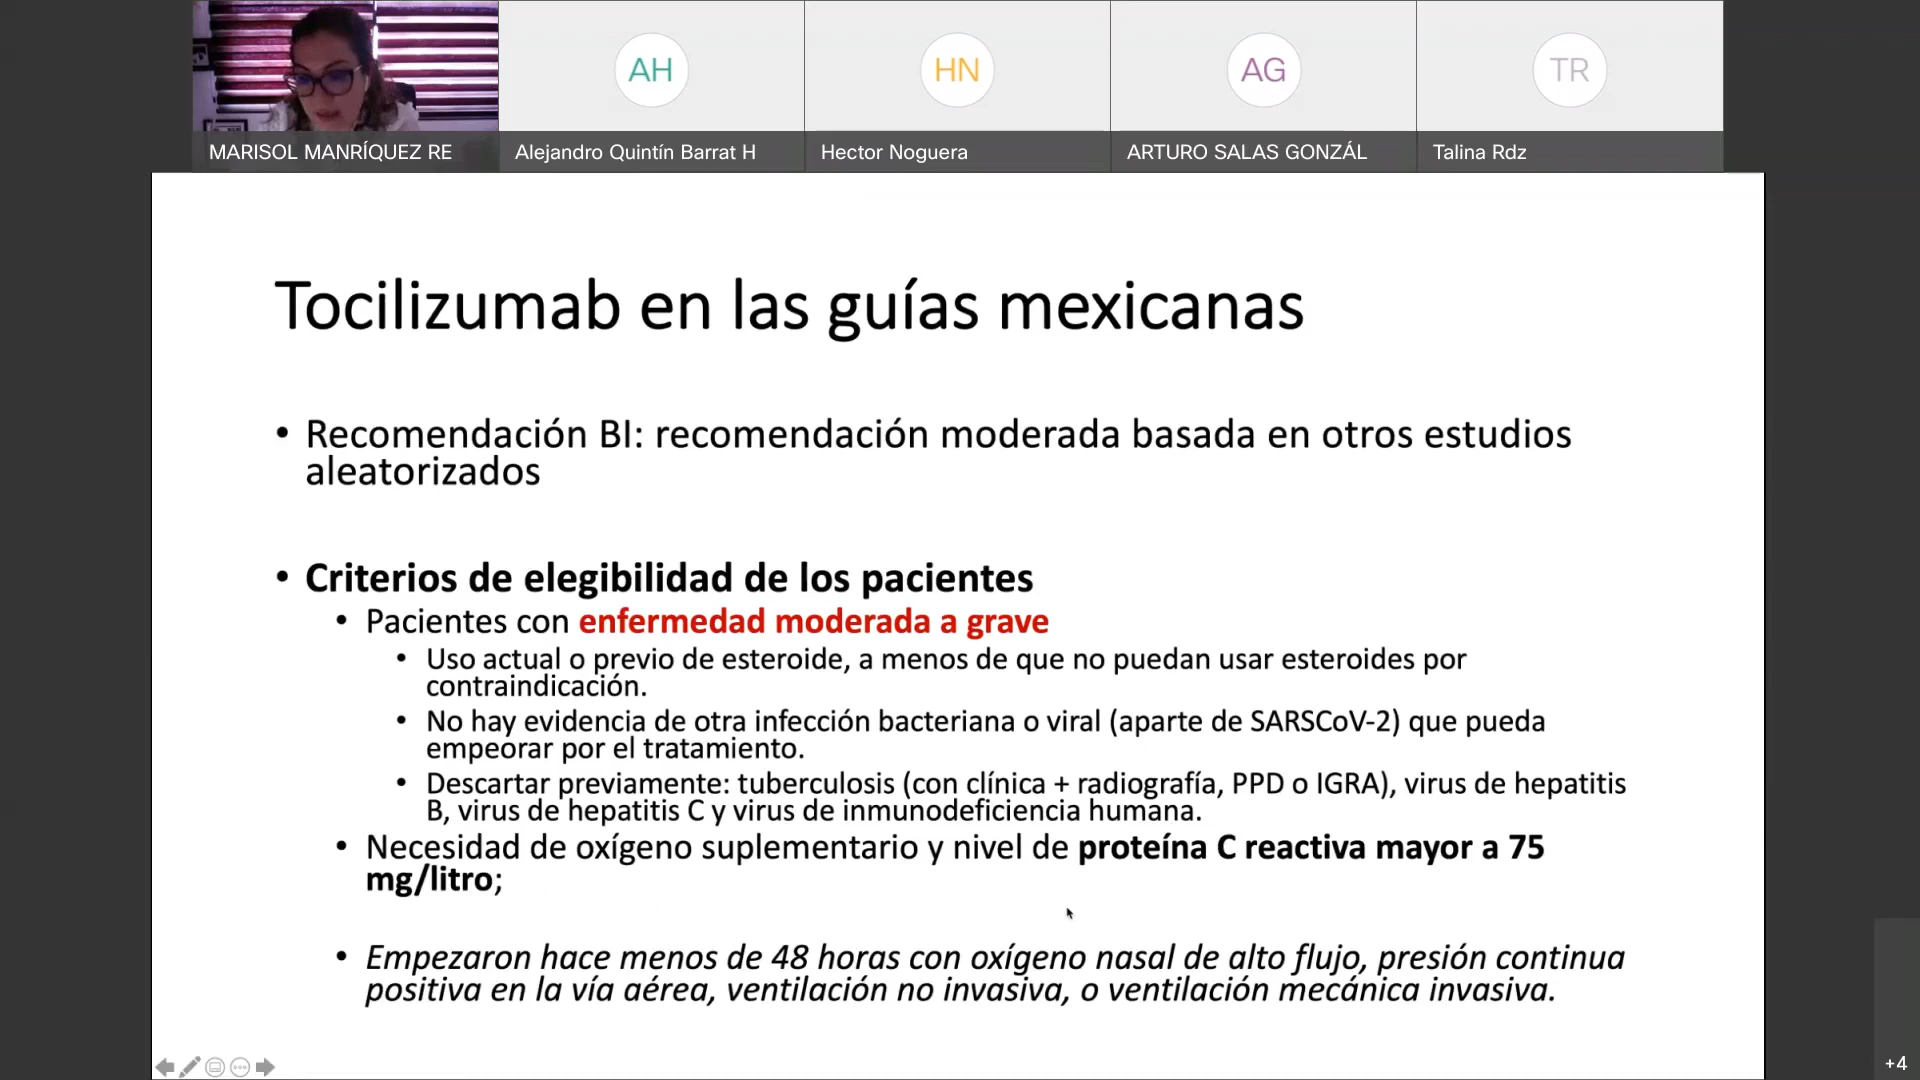 AH
HN
AG
TR
MARISOL MANRÍQUEZ RE
Alejandro Quintín Barrat H
Hector Noguera
ARTURO SALAS GONZÁL
Talina Rdz
Tocilizumab en las guías mexicanas
• Recomendación BI: recomendación moderada basada en otros estudios
aleatorizados
• Criterios de elegibilidad de los pacientes
• Pacientes con enfermedad moderada a grave
• Uso actual o previo de esteroide, a menos de que no puedan usar esteroides por
contraindicación.
• No hay evidencia de otra infección bacteriana o viral (aparte de SARSCoV-2) que pueda
empeorar por el tratamiento.
• Descartar previamente: tuberculosis (con clínica + radiografía, PPD o IGRA), virus de hepatitis
B, virus de hepatitis C y virus de inmunodeficiencia humana.
• Necesidad de oxígeno suplementario y nivel de proteína C reactiva mayor a 75
mg/litro;
• Empezaron hace menos de 48 horas con oxígeno nasal de alto flujo, presión continua
positiva en la vía aérea, ventilación no invasiva, o ventilación mecánica invasiva.
+4